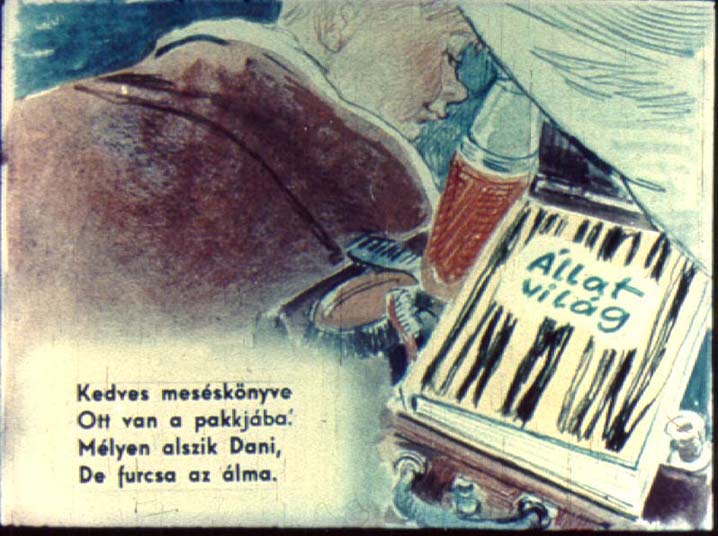 Állat
világ
Kedves meséskönyve
Ott van a pakkjába.'
Mélyen alszik Dani,
De furcsa az álma.